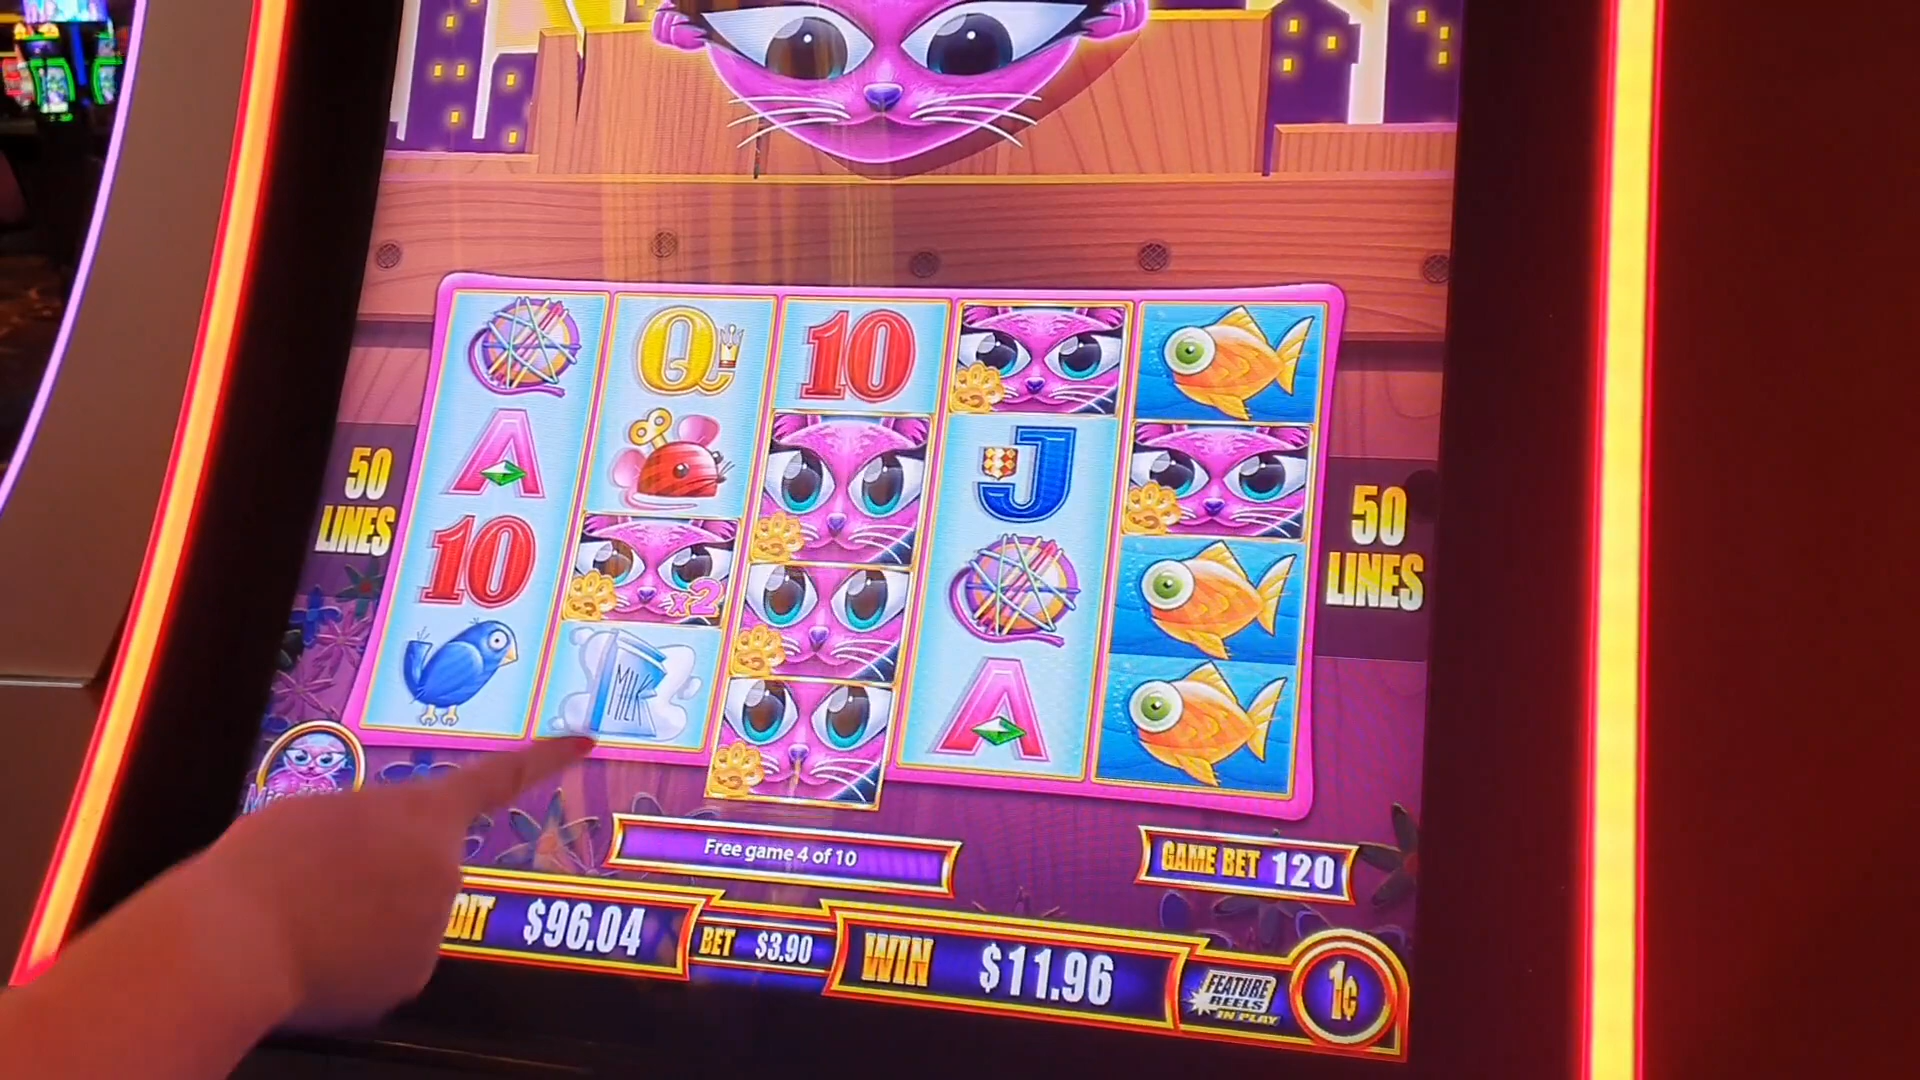 Q
10
A
J
50
LINES
50
LINES
10
x2
MILK
A
Free game 4 of 10
GAME BET 120
$96.04
BET $3.90
WIN $11.96
FEATURE
REELS
IN PLAY
1¢